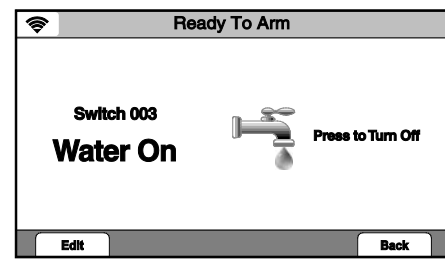 Ready To Arm
Switch 003
Water On
Press to Turn Off
Edit
Back